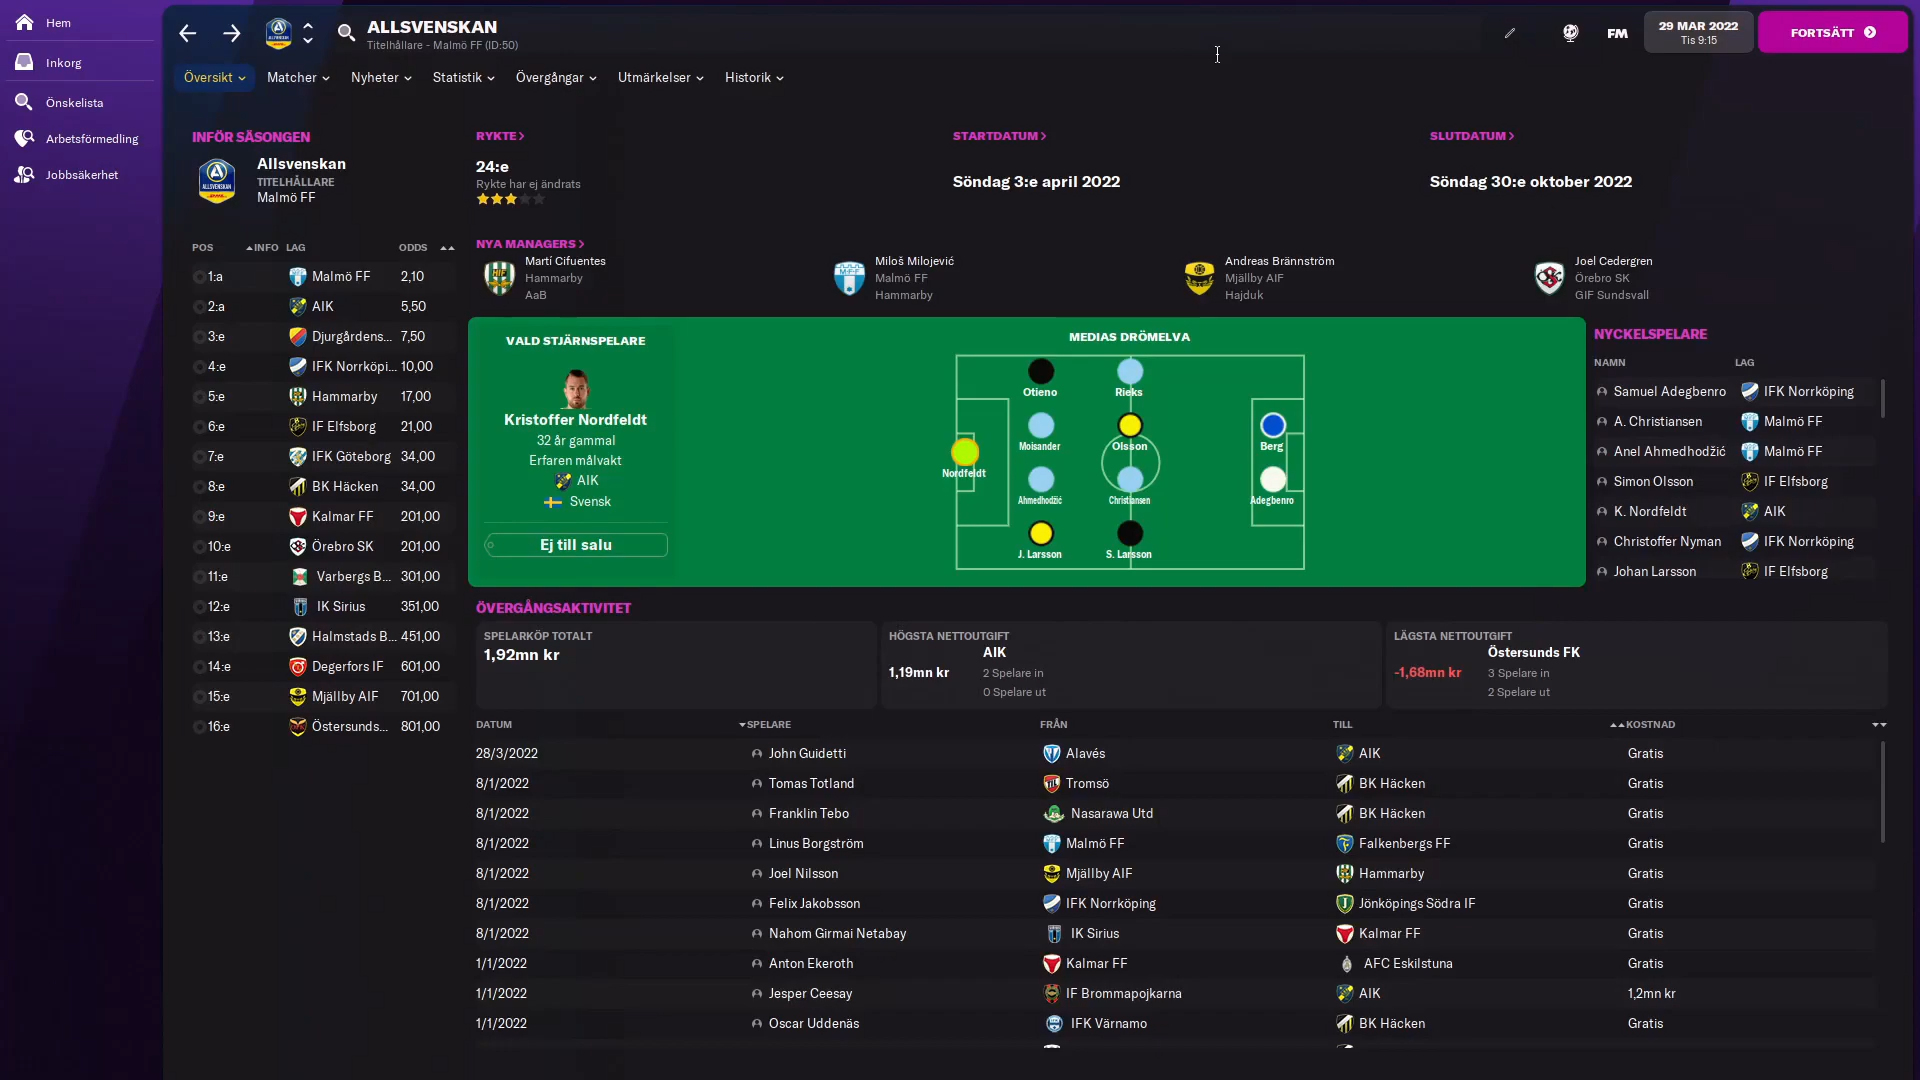 Hem
Inkorg
Önskelista
Arbetsförmedling
Jobbsäkerhet
ALLSVENSKAN
Titelhållare - Malmö FF (ID:50)
FM
29 MAR 2022
Tis 9:15
FORTSÄTT
Översikt Matcher Nyheter Statistik Övergångar Utmärkelser Historik
INFÖR SÄSONGEN
Allsvenskan
TITELHÅLLARE
Malmö FF
RYKTE
24:e
Rykte har ej ändrats
STARTDATUM
Söndag 3:e april 2022
SLUTDATUM
Söndag 30:e oktober 2022
POS INFO LAG ODDS
1:a Malmö FF 2,10
2:a AIK 5,50
3:e Djurgårdens... 7,50
4:e IFK Norrköpi... 10,00
5:e Hammarby 17,00
6:e IF Elfsborg 21,00
7:e IFK Göteborg 34,00
8:e BK Häcken 34,00
9:e Kalmar FF 201,00
10:e Örebro SK 201,00
11:e Varbergs B... 301,00
12:e IK Sirius 351,00
13:e Halmstads B... 451,00
14:e Degerfors IF 601,00
15:e Mjällby AIF 701,00
16:e Östersunds... 801,00
NYA MANAGERS
Martí Cifuentes
Hammarby
AaB
Miloš Milojević
Malmö FF
Hammarby
Andreas Brännström
Mjällby AIF
Hajduk
Joel Cedergren
Örebro SK
GIF Sundsvall
VALD STJÄRNSPELARE
Kristoffer Nordfeldt
32 år gammal
Erfaren målvakt
AIK
Svensk
Ej till salu
MEDIAS DRÖMELVA
Otieno
Rieks
Moisander
Olsson
Berg
Nordfeldt
Ahmedhodžić
Christiansen
Adegbenro
J. Larsson
S. Larsson
NYCKELSPELARE
NAMN LAG
Samuel Adegbenro IFK Norrköping
A. Christiansen Malmö FF
Anel Ahmedhodžić Malmö FF
Simon Olsson IF Elfsborg
K. Nordfeldt AIK
Christoffer Nyman IFK Norrköping
Johan Larsson IF Elfsborg
ÖVERGÅNGSAKTIVITET
SPELARKÖP TOTALT
1,92mn kr
HÖGSTA NETTOUTGIFT
AIK
1,19mn kr
2 Spelare in
0 Spelare ut
LÄGSTA NETTOUTGIFT
Östersunds FK
-1,68mn kr
3 Spelare in
2 Spelare ut
DATUM SPELARE FRÅN TILL KOSTNAD
28/3/2022 John Guidetti Alavés AIK Gratis
8/1/2022 Tomas Totland Tromsö BK Häcken Gratis
8/1/2022 Franklin Tebo Nasarawa Utd BK Häcken Gratis
8/1/2022 Linus Borgström Malmö FF Falkenbergs FF Gratis
8/1/2022 Joel Nilsson Mjällby AIF Hammarby Gratis
8/1/2022 Felix Jakobsson IFK Norrköping Jönköpings Södra IF Gratis
8/1/2022 Nahom Girmai Netabay IK Sirius Kalmar FF Gratis
1/1/2022 Anton Ekeroth Kalmar FF AFC Eskilstuna Gratis
1/1/2022 Jesper Ceesay IF Brommapojkarna AIK 1,2mn kr
1/1/2022 Oscar Uddenäs IFK Värnamo BK Häcken Gratis